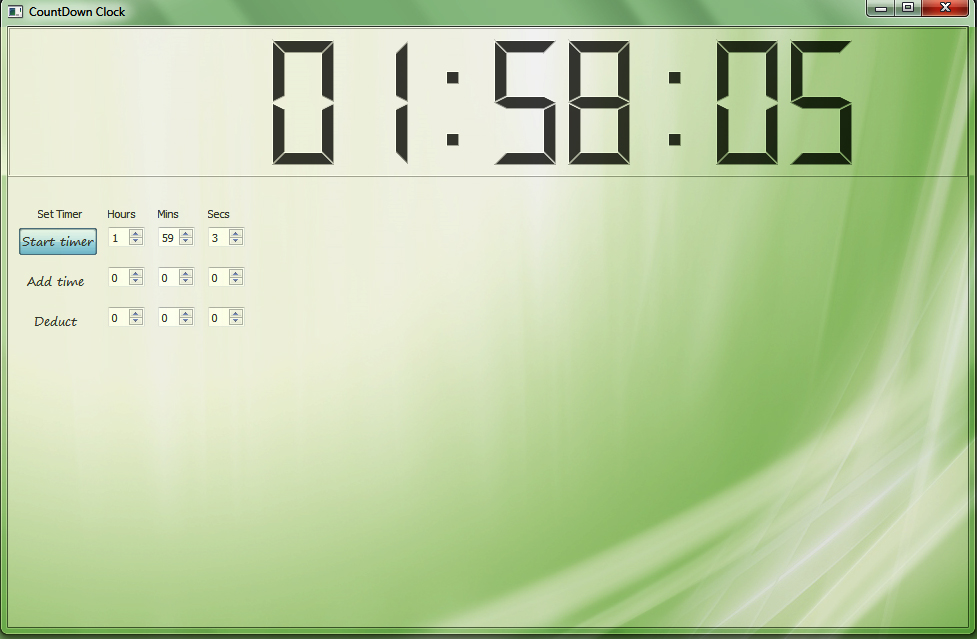 CountDown Clock
01:58:05
Set Timer Hours Mins Secs
Start timer 1 59 3
Add time 0 0 0
Deduct 0 0 0